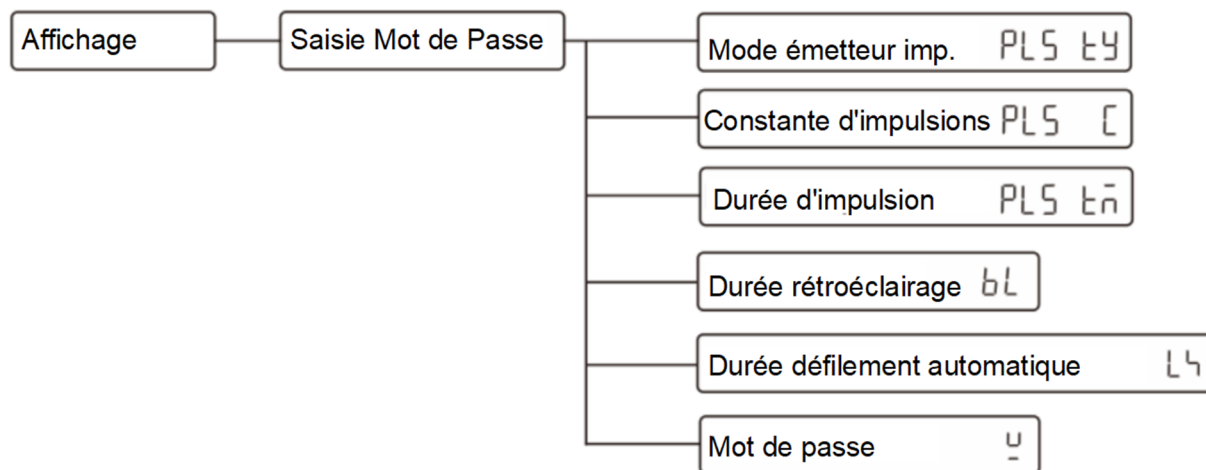 Affichage
Saisie Mot de Passe
Mode émetteur imp. PLS ty
Constante d'impulsions PLS C
Durée d'impulsion PLS tn
Durée rétroéclairage bL
Durée défilement automatique
Mot de passe